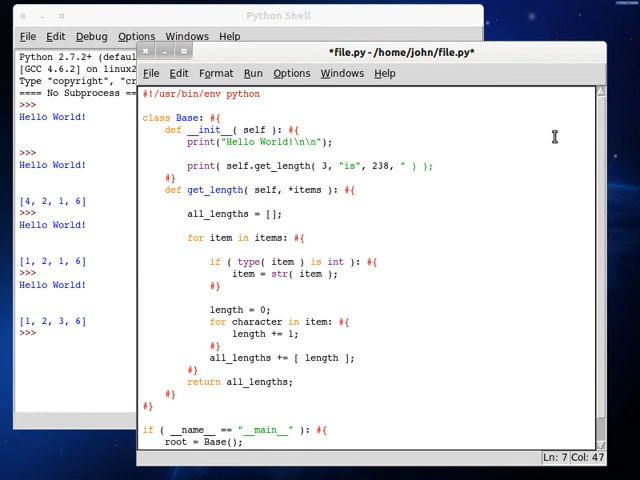 Python Shell
File Edit Debug Options Windows Help
Python 2.7.2+ (defau
[GCC 4.6.2] on linux2
Type "copyright", "cr
==== No Subprocess ====
>>>
Hello World!
>>>
Hello World!
[4, 2, 1, 6]
>>>
Hello World!
[1, 2, 1, 6]
>>>
Hello World!
[1, 2, 3, 6]
>>>
*file.py - /home/john/file.py*
File Edit Format Run Options Windows Help
#!/usr/bin/env python
class Base: #{
def __init__( self ): #{
print("Hello World!\n\n");
print( self.get_length( 3, "is", 238, " ) );
#}
def get_length( self, *items ): #{
all_lengths = [];
for item in items: #{
if ( type( item ) is int ): #{
item = str( item );
#}
length = 0;
for character in item: #{
length += 1;
#}
all_lengths += [ length ];
#}
return all_lengths;
#}
#}
if ( __name__ == "__main__" ): #{
root = Base();
Ln: 7 Col: 47